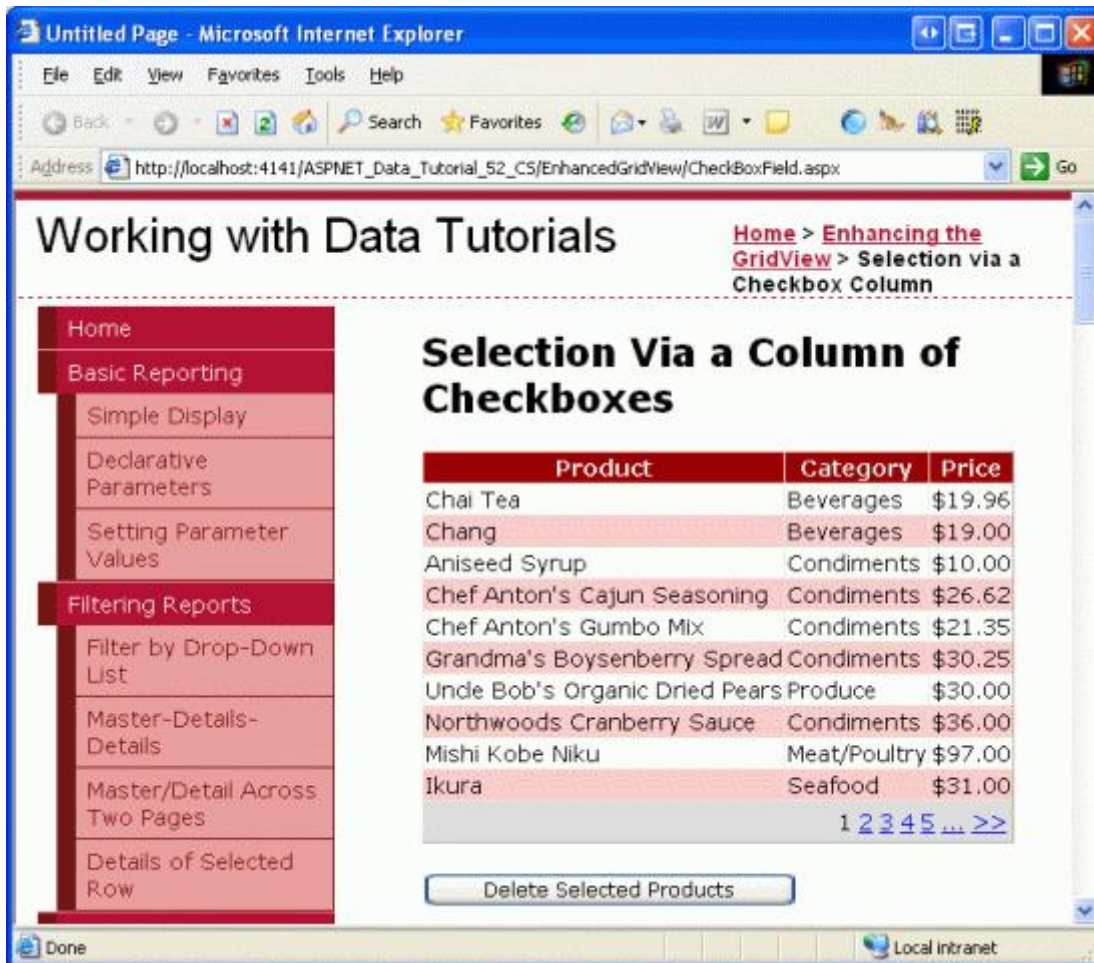 Untitled Page - Microsoft Internet Explorer
File Edit View Favorites Tools Help
Back Search Favorites
Address http://localhost:4141/ASPNET_Data_Tutorial_52_CS/EnhancedGridView/CheckBoxField.aspx Go
Working with Data Tutorials
Home > Enhancing the
GridView > Selection via a
Checkbox Column
Home
Basic Reporting
Simple Display
Declarative
Parameters
Setting Parameter
Values
Filtering Reports
Filter by Drop-Down
List
Master-Details-
Details
Master/Detail Across
Two Pages
Details of Selected
Row
Selection Via a Column of
Checkboxes
Product Category Price
Chai Tea Beverages $19.96
Chang Beverages $19.00
Aniseed Syrup Condiments $10.00
Chef Anton's Cajun Seasoning Condiments $26.62
Chef Anton's Gumbo Mix Condiments $21.35
Grandma's Boysenberry Spread Condiments $30.25
Uncle Bob's Organic Dried Pears Produce $30.00
Northwoods Cranberry Sauce Condiments $36.00
Mishi Kobe Niku Meat/Poultry $97.00
Ikura Seafood $31.00
1 2 3 4 5 ... >>
Delete Selected Products
Done Local intranet